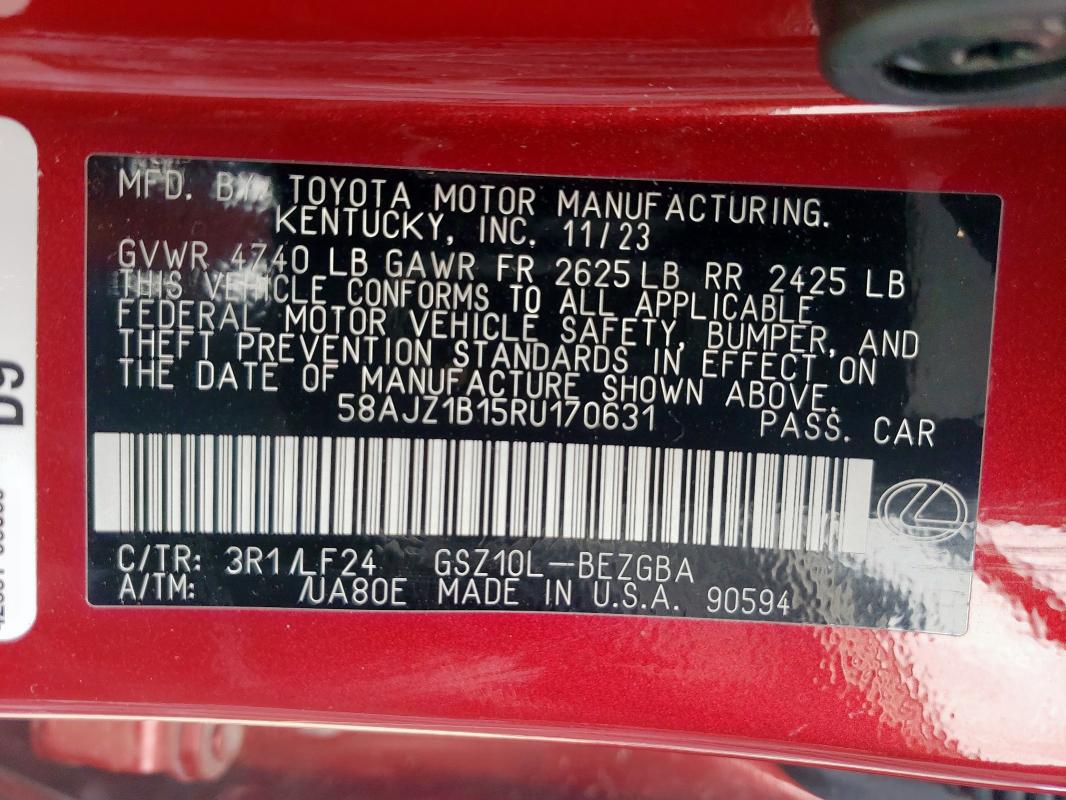 MFD. BY: TOYOTA MOTOR MANUFACTURING.
KENTUCKY, INC. 11/23
GVWR 4740 LB GAWR FR 2625 LB RR 2425 LB
THIS VEHICLE CONFORMS TO ALL APPLICABLE
FEDERAL MOTOR VEHICLE SAFETY, BUMPER, AND
THEFT PREVENTION STANDARDS IN EFFECT ON
THE DATE OF MANUFACTURE SHOWN ABOVE.
58AJZ1B15RU170631
PASS. CAR
C/TR: 3R1/LF24 GSZ10L-BEZGBA
A/TM: /UA80E MADE IN U.S.A. 90594